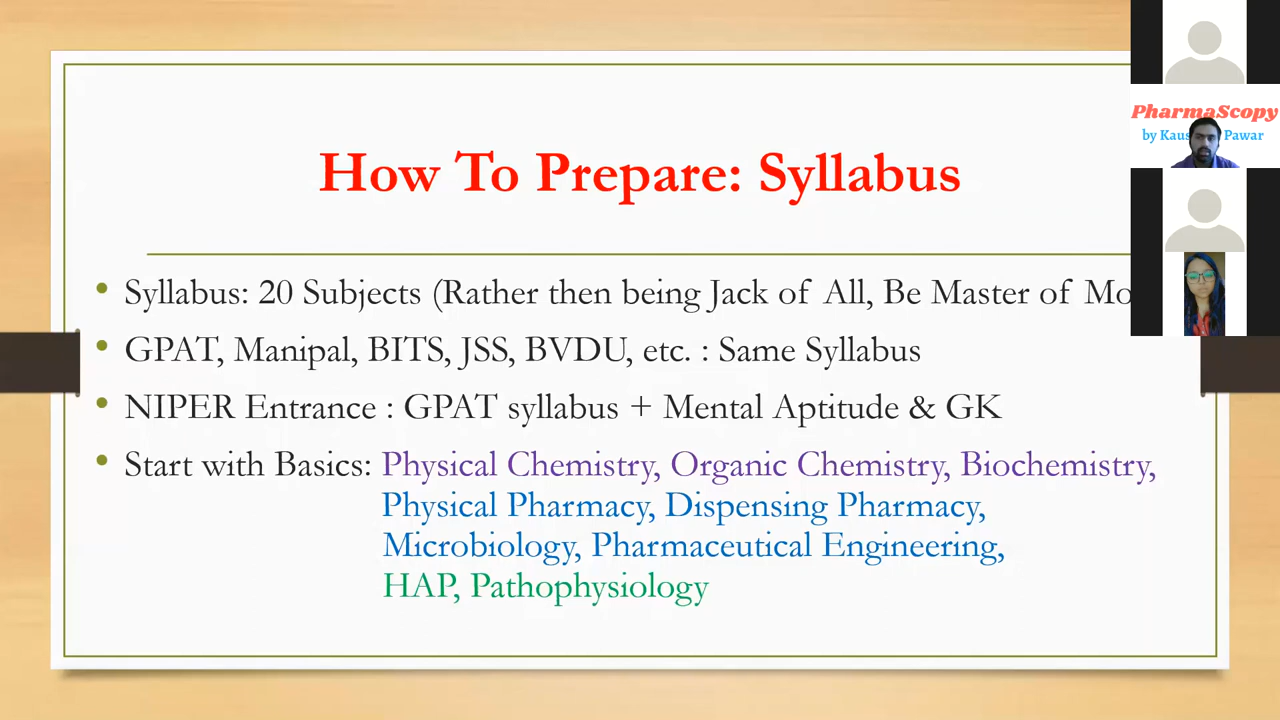 How To Prepare: Syllabus
• Syllabus: 20 Subjects (Rather then being Jack of All, Be Master of
• GPAT, Manipal, BITS, JSS, BVDU, etc. : Same Syllabus
• NIPER Entrance : GPAT syllabus + Mental Aptitude & GK
• Start with Basics: Physical Chemistry, Organic Chemistry, Biochemistry,
Physical Pharmacy, Dispensing Pharmacy,
Microbiology, Pharmaceutical Engineering,
HAP, Pathophysiology
PharmaScopy
by Pawar